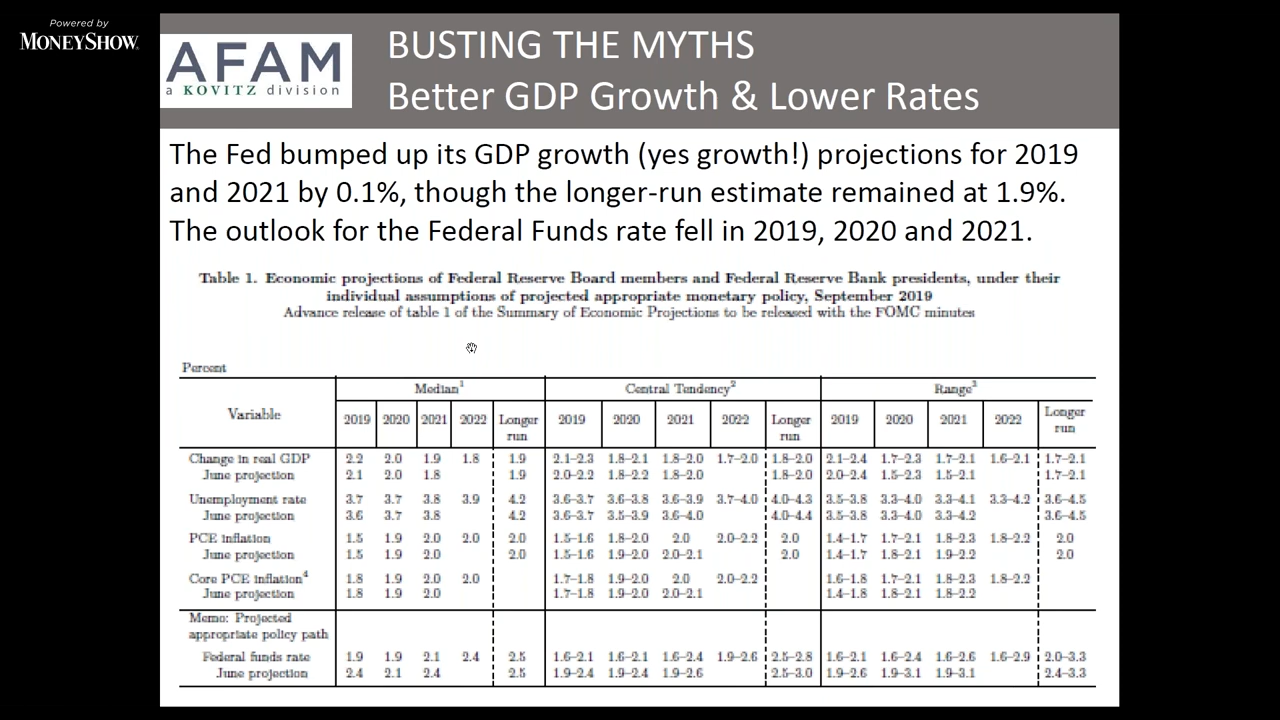 Powered by
MONEYSHOW.
AFAM
a KOVITZ division
BUSTING THE MYTHS
Better GDP Growth & Lower Rates
The Fed bumped up its GDP growth (yes growth!) projections for 2019
and 2021 by 0.1%, though the longer-run estimate remained at 1.9%.
The outlook for the Federal Funds rate fell in 2019, 2020 and 2021.
Table 1. Economic projections of Federal Reserve Board members and Federal Reserve Bank presidents, under their
individual assumptions of projected appropriate monetary policy, September 2019
Advance release of table 1 of the Summary of Economic Projections to be released with the FOMC minutes
Percent
Variable Median¹ Central Tendency² Range³
2019 2020 2021 2022 Longer run 2019 2020 2021 2022 Longer run 2019 2020 2021 2022 Longer run
Change in real GDP 2.2 2.0 1.9 1.8 1.9 2.1–2.3 1.8–2.1 1.8–2.0 1.7–2.0 1.8–2.0 2.1–2.4 1.7–2.3 1.7–2.1 1.6–2.1 1.7–2.1
June projection 2.1 2.0 1.8 1.9 2.0–2.2 1.8–2.2 1.8–2.0 1.8–2.0 2.0–2.4 1.5–2.3 1.5–2.1 1.7–2.1
Unemployment rate 3.7 3.7 3.8 3.9 4.2 3.6–3.7 3.6–3.8 3.6–3.9 3.7–4.0 4.0–4.3 3.5–3.8 3.3–4.0 3.3–4.1 3.3–4.2 3.6–4.5
June projection 3.6 3.7 3.8 4.2 3.6–3.7 3.5–3.9 3.6–4.0 4.0–4.4 3.5–3.8 3.3–4.0 3.3–4.2 3.6–4.5
PCE inflation 1.5 1.9 2.0 2.0 2.0 1.5–1.6 1.8–2.0 2.0 2.0–2.2 2.0 1.4–1.7 1.7–2.1 1.8–2.3 1.8–2.2 2.0
June projection 1.5 1.9 2.0 2.0 1.5–1.6 1.9–2.0 2.0–2.1 2.0 1.4–1.7 1.8–2.1 1.9–2.2 2.0
Core PCE inflation⁴ 1.8 1.9 2.0 2.0 1.7–1.8 1.9–2.0 2.0 2.0–2.2 1.6–1.8 1.7–2.1 1.8–2.3 1.8–2.2
June projection 1.8 1.9 2.0 1.7–1.8 1.9–2.0 2.0–2.1 1.4–1.8 1.8–2.1 1.8–2.2
Memo: Projected
appropriate policy path
Federal funds rate 1.9 1.9 2.1 2.4 2.5 1.6–2.1 1.6–2.1 1.6–2.4 1.9–2.6 2.5–2.8 1.6–2.1 1.6–2.4 1.6–2.6 1.6–2.9 2.0–3.3
June projection 2.4 2.1 2.4 2.5 1.9–2.4 1.9–2.4 1.9–2.6 2.5–3.0 1.9–2.6 1.9–3.1 1.9–3.1 2.4–3.3